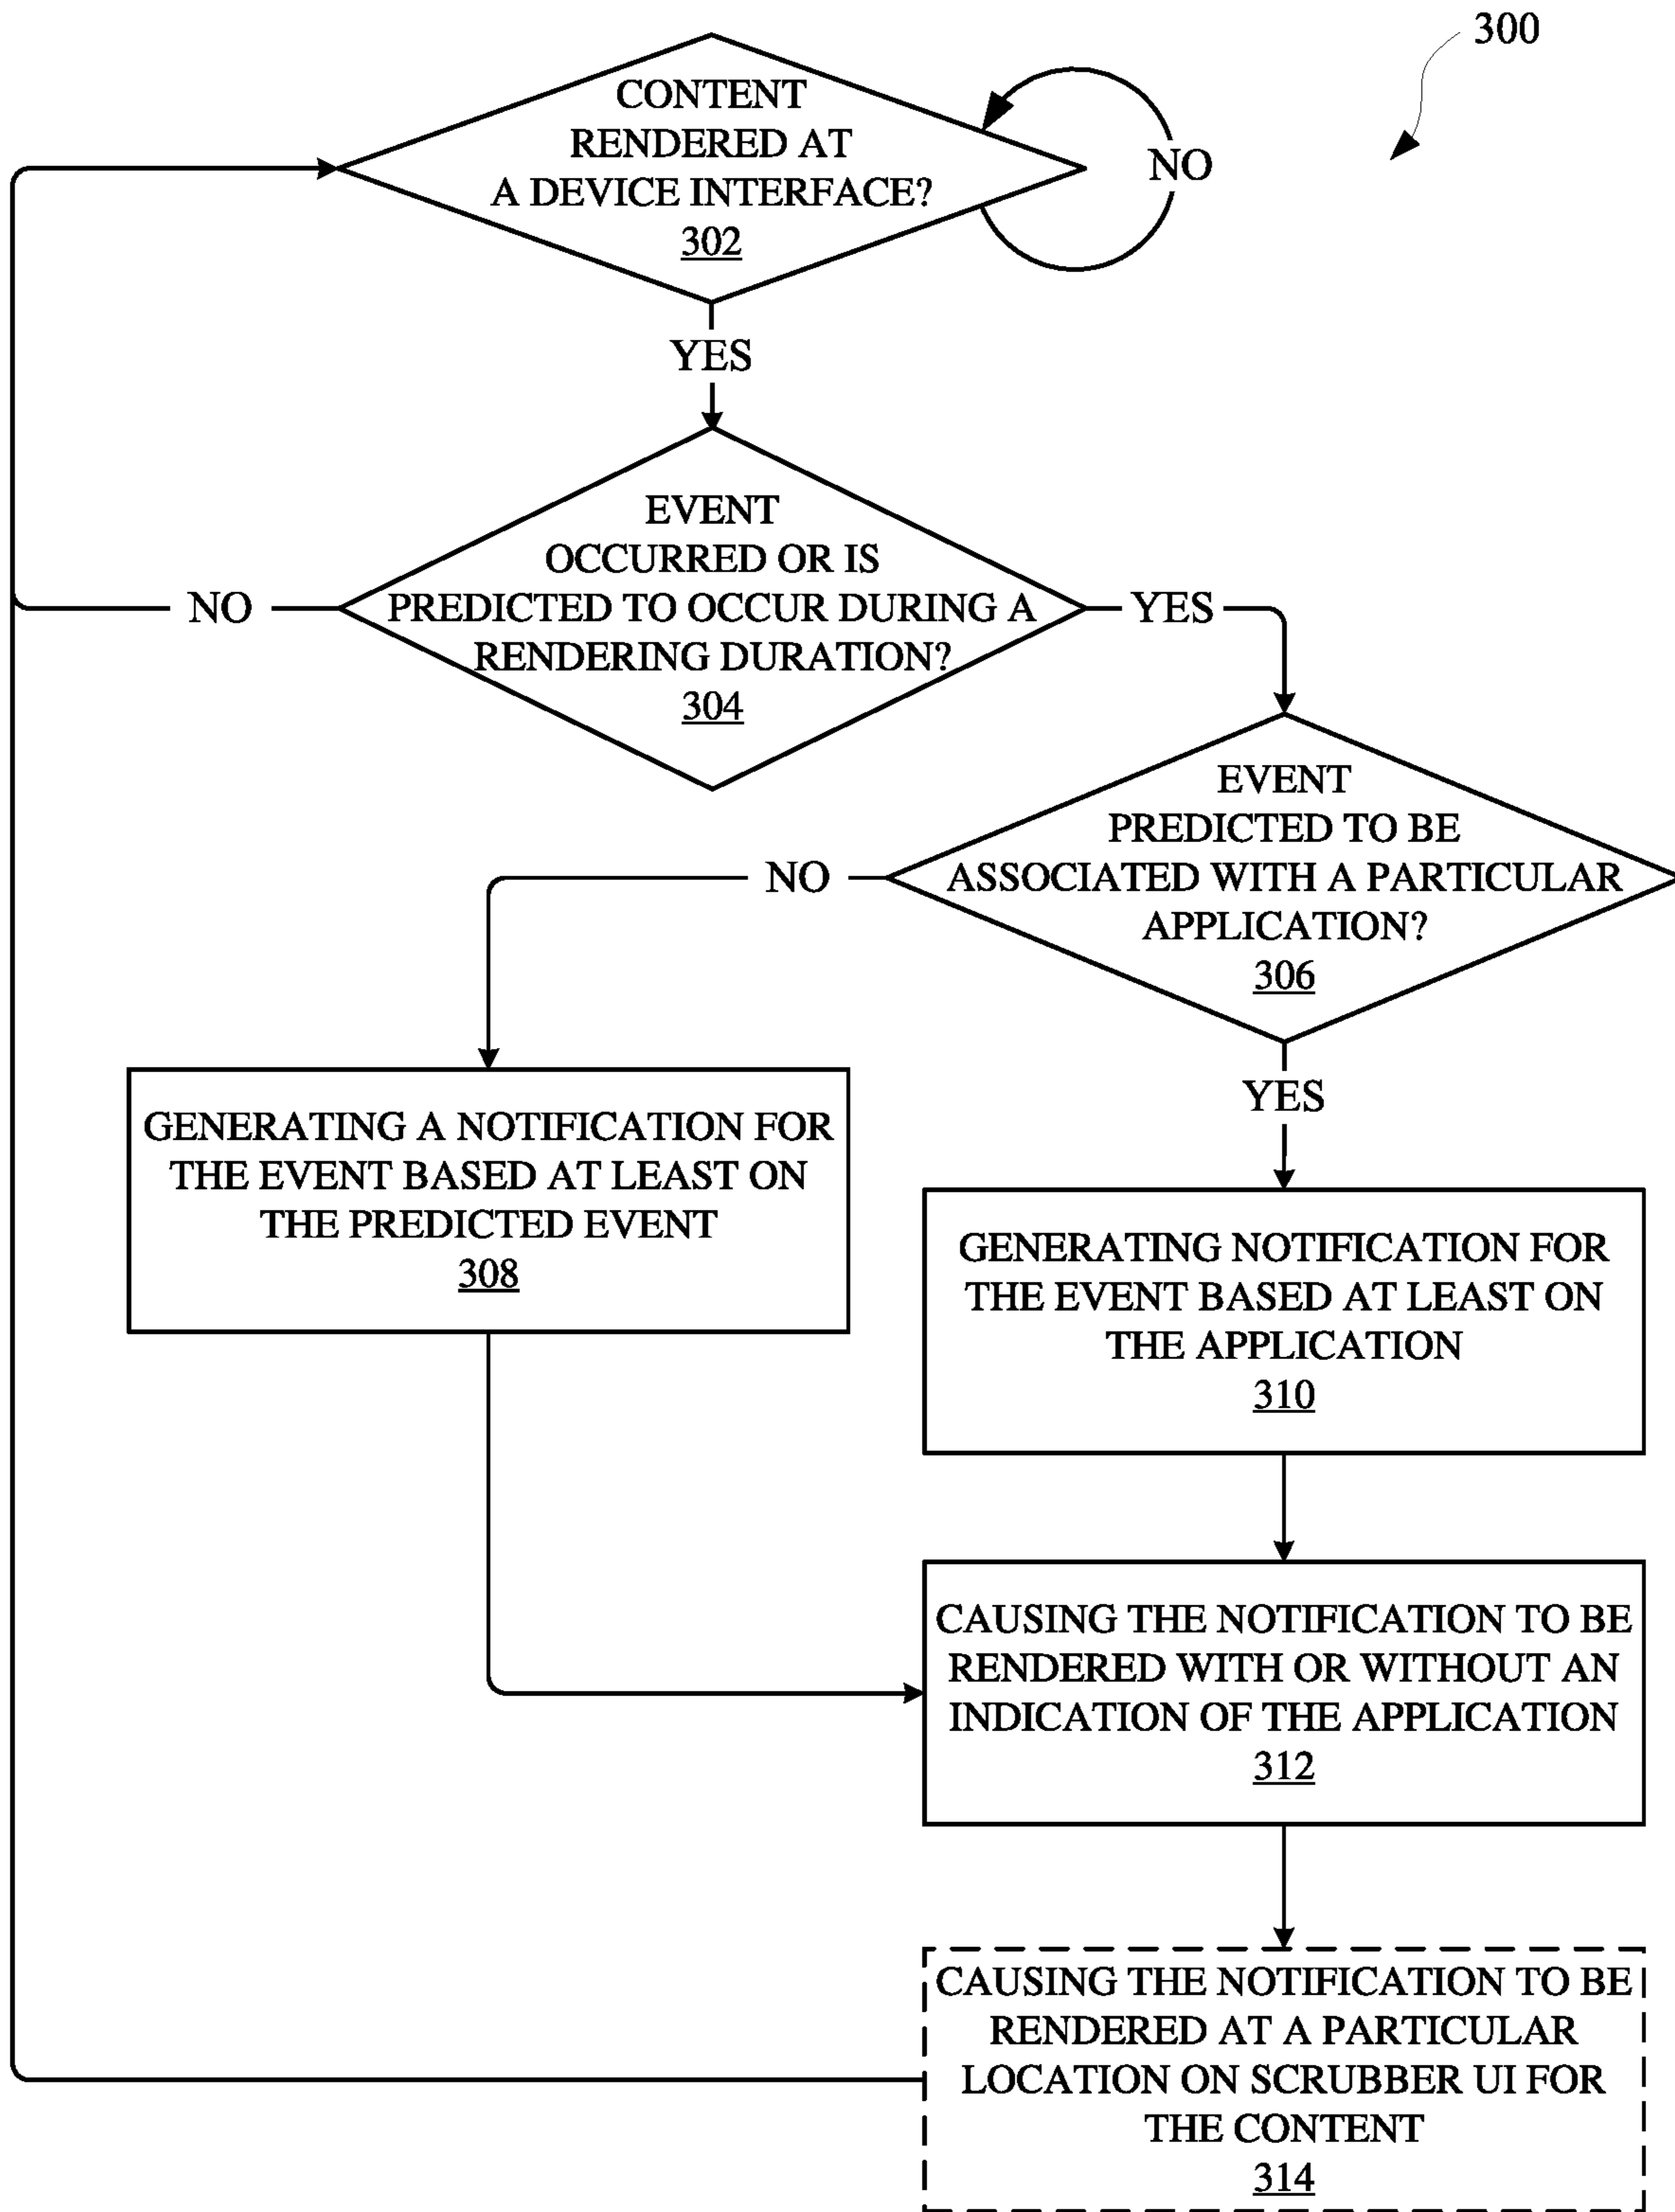 300
CONTENT
RENDERED AT
A DEVICE INTERFACE?
302
NO
YES
EVENT
OCCURRED OR IS
PREDICTED TO OCCUR DURING A
RENDERING DURATION?
304
NO
YES
EVENT
PREDICTED TO BE
ASSOCIATED WITH A PARTICULAR
APPLICATION?
306
NO
YES
GENERATING A NOTIFICATION FOR
THE EVENT BASED AT LEAST ON
THE PREDICTED EVENT
308
GENERATING NOTIFICATION FOR
THE EVENT BASED AT LEAST ON
THE APPLICATION
310
CAUSING THE NOTIFICATION TO BE
RENDERED WITH OR WITHOUT AN
INDICATION OF THE APPLICATION
312
CAUSING THE NOTIFICATION TO BE
RENDERED AT A PARTICULAR
LOCATION ON SCRUBBER UI FOR
THE CONTENT
314